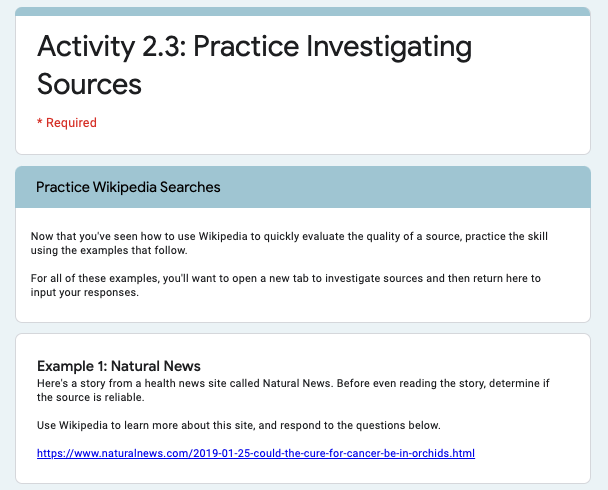 Activity 2.3: Practice Investigating
Sources
* Required
Practice Wikipedia Searches
Now that you've seen how to use Wikipedia to quickly evaluate the quality of a source, practice the skill
using the examples that follow.
For all of these examples, you'll want to open a new tab to investigate sources and then return here to
input your responses.
Example 1: Natural News
Here's a story from a health news site called Natural News. Before even reading the story, determine if
the source is reliable.
Use Wikipedia to learn more about this site, and respond to the questions below.
https://www.naturalnews.com/2019-01-25-could-the-cure-for-cancer-be-in-orchids.html